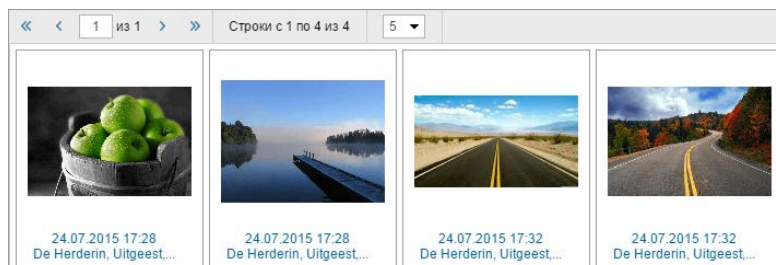 « < 1 из 1 > » Строки с 1 по 4 из 4 5
24.07.2015 17:28
De Herderin, Uitgeest,...
24.07.2015 17:28
De Herderin, Uitgeest,...
24.07.2015 17:32
De Herderin, Uitgeest,...
24.07.2015 17:32
De Herderin, Uitgeest,...